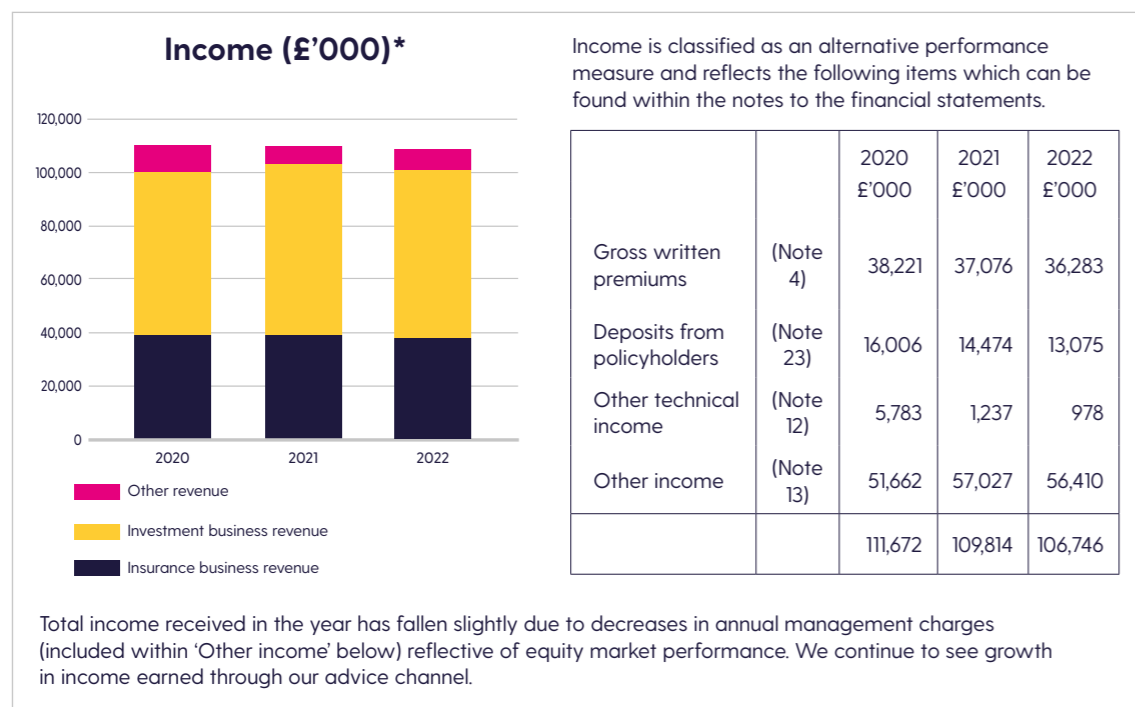 Income (£’000)*
120,000
100,000
80,000
60,000
40,000
20,000
0
2020 2021 2022
Other revenue
Investment business revenue
Insurance business revenue
Income is classified as an alternative performance
measure and reflects the following items which can be
found within the notes to the financial statements.
2020 2021 2022
£’000 £’000 £’000
Gross written premiums (Note 4) 38,221 37,076 36,283
Deposits from policyholders (Note 23) 16,006 14,474 13,075
Other technical income (Note 12) 5,783 1,237 978
Other income (Note 13) 51,662 57,027 56,410
111,672 109,814 106,746
Total income received in the year has fallen slightly due to decreases in annual management charges
(included within ‘Other income’ below) reflective of equity market performance. We continue to see growth
in income earned through our advice channel.